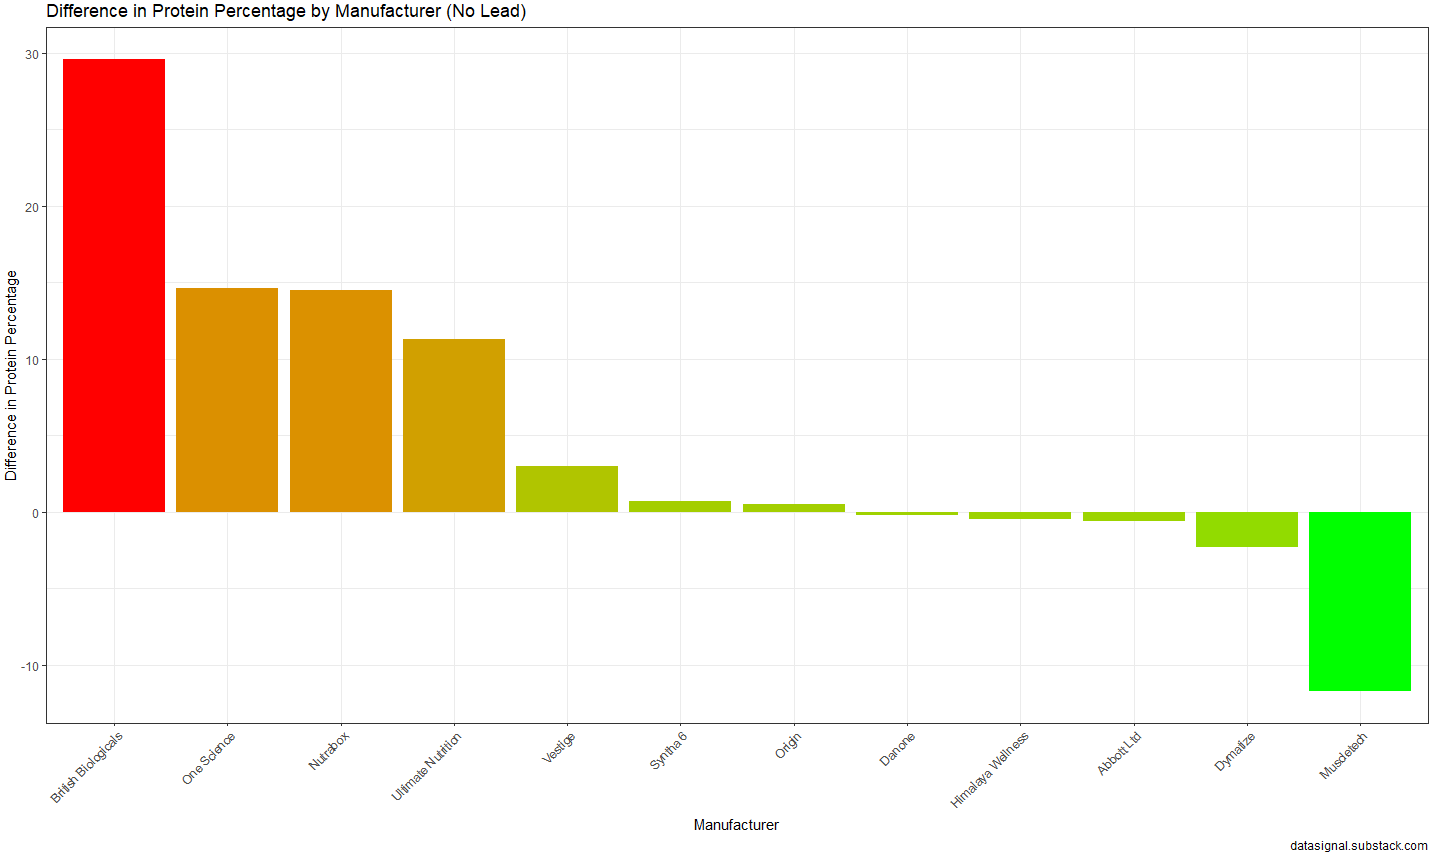 Difference in Protein Percentage by Manufacturer (No Lead)
Difference in Protein Percentage
30
20
10
0
-10
British Biologicals
One Science
Nutrabox
Ultimate Nutrition
Vestige
Syntha 6
Origin
Danone
Himalaya Wellness
Abbott Ltd
Dymatize
Muscletech
Manufacturer
datasignal.substack.com